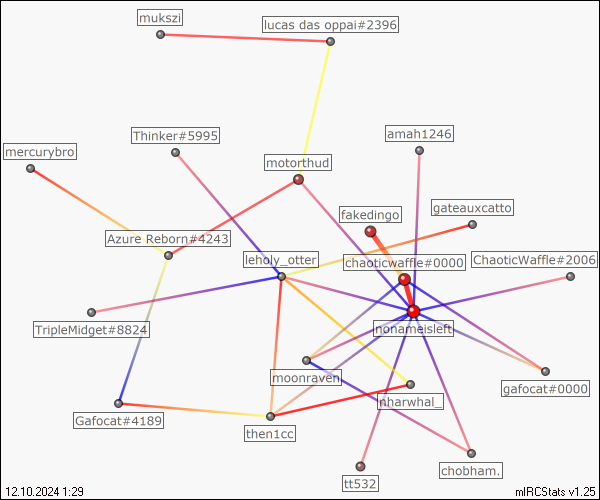 mukszi
lucas das oppai#2396
Thinker#5995
amah1246
mercurybro
motorthud
fakedingo
gateauxcatto
Azure Reborn#4243
leholy_otter
chaoticwaffle#0000
ChaoticWaffle#2006
TripleMidget#8824
nonameisleft
moonraven
gafocat#0000
nharwhal_
Gafocat#4189
then1cc
tt532
chobham.
12.10.2024 1:29
mIRCStats v1.25